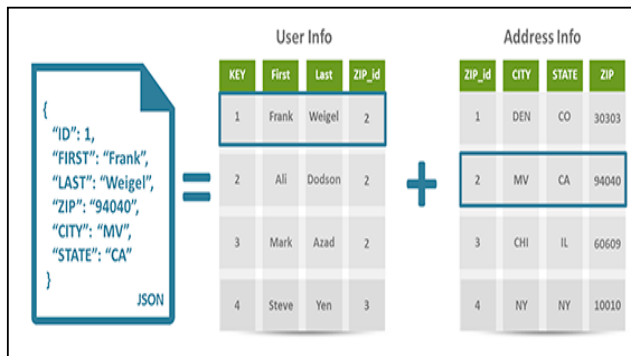 User Info
Address Info
{
"ID": 1,
"FIRST": "Frank",
"LAST": "Weigel",
"ZIP": "94040",
"CITY": "MV",
"STATE": "CA"
}
JSON
=
KEY First Last ZIP_id
1 Frank Weigel 2
2 Ali Dodson 2
3 Mark Azad 2
4 Steve Yen 3
+
ZIP_id CITY STATE ZIP
1 DEN CO 30303
2 MV CA 94040
3 CHI IL 60609
4 NY NY 10010